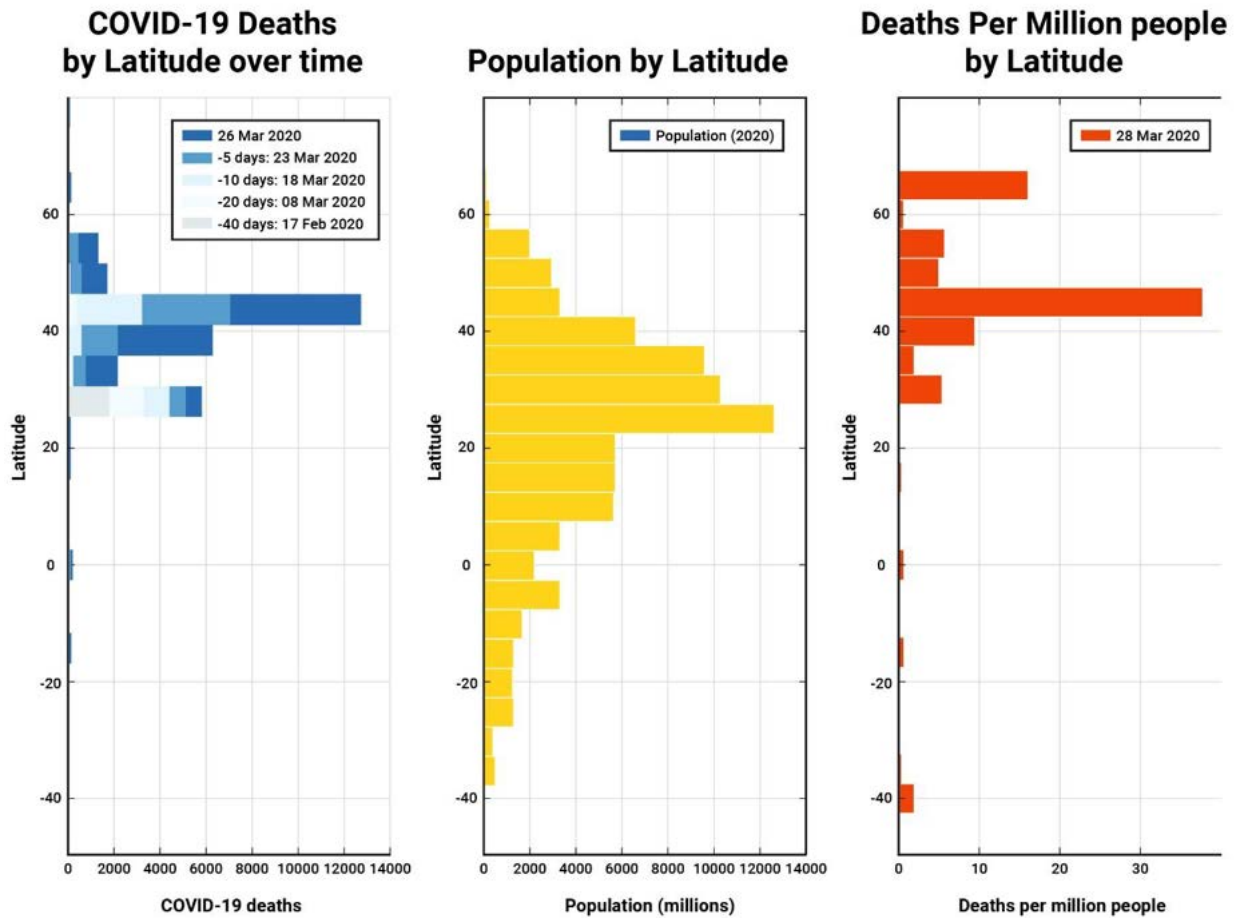 COVID-19 Deaths
by Latitude over time
Population by Latitude
Deaths Per Million people
by Latitude
26 Mar 2020
-5 days: 23 Mar 2020
-10 days: 18 Mar 2020
-20 days: 08 Mar 2020
-40 days: 17 Feb 2020
Population (2020)
28 Mar 2020
60
40
20
0
-20
-40
Latitude
0 2000 4000 6000 8000 10000 12000 14000
COVID-19 deaths
60
40
20
0
-20
-40
Latitude
0 2000 4000 6000 8000 10000 12000 14000
Population (millions)
60
40
20
0
-20
-40
Latitude
0 10 20 30
Deaths per million people